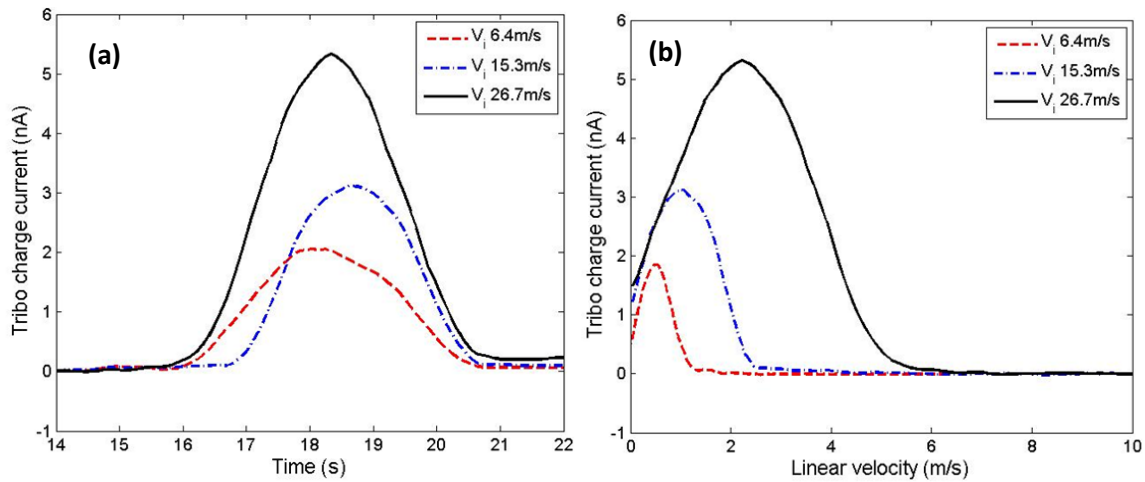 (a)
V_i 6.4m/s
V_i 15.3m/s
V_i 26.7m/s
Tribo charge current (nA)
6
5
4
3
2
1
0
-1
14 15 16 17 18 19 20 21 22
Time (s)
(b)
V_i 6.4m/s
V_i 15.3m/s
V_i 26.7m/s
Tribo charge current (nA)
6
5
4
3
2
1
0
-1
0 2 4 6 8 10
Linear velocity (m/s)